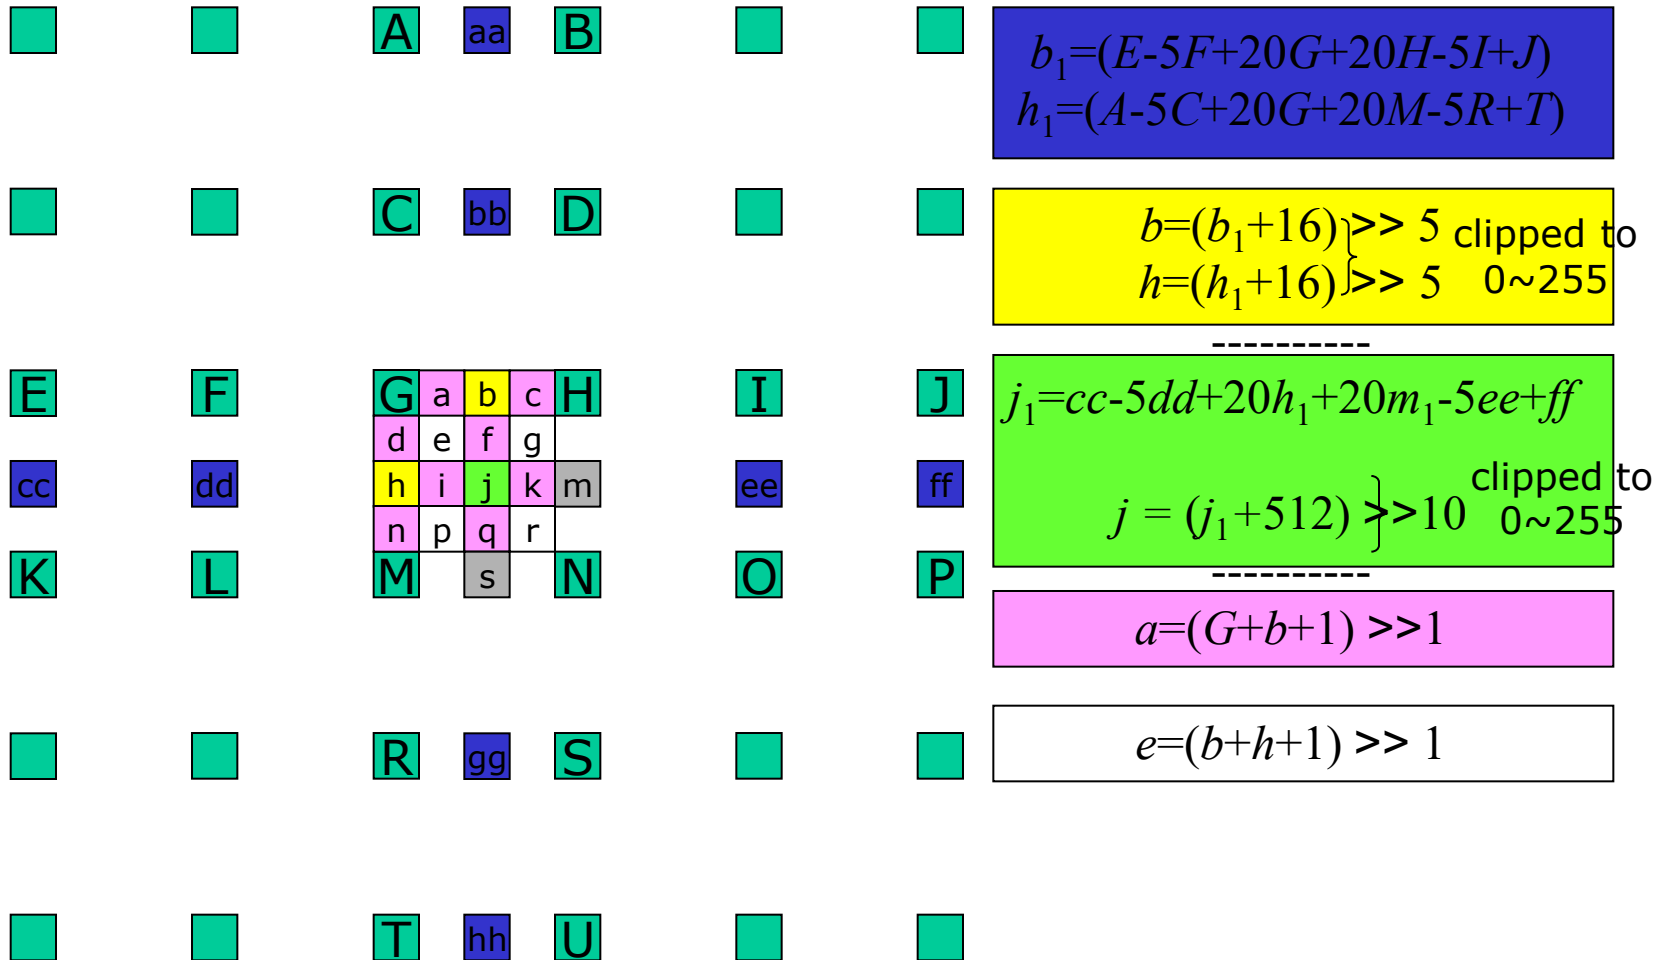 A aa B
b₁=(E-5F+20G+20H-5I+J)
h₁=(A-5C+20G+20M-5R+T)
C bb D
b=(b₁+16) >> 5
h=(h₁+16) >> 5
clipped to
0~255
----------
E F G a b c H I J
d e f g
cc dd h i j k m ee ff
n p q r
K L M s N O P
j₁=cc-5dd+20h₁+20m₁-5ee+ff
j = (j₁+512) >>10
clipped to
0~255
----------
a=(G+b+1) >>1
R gg S
e=(b+h+1) >> 1
T hh U